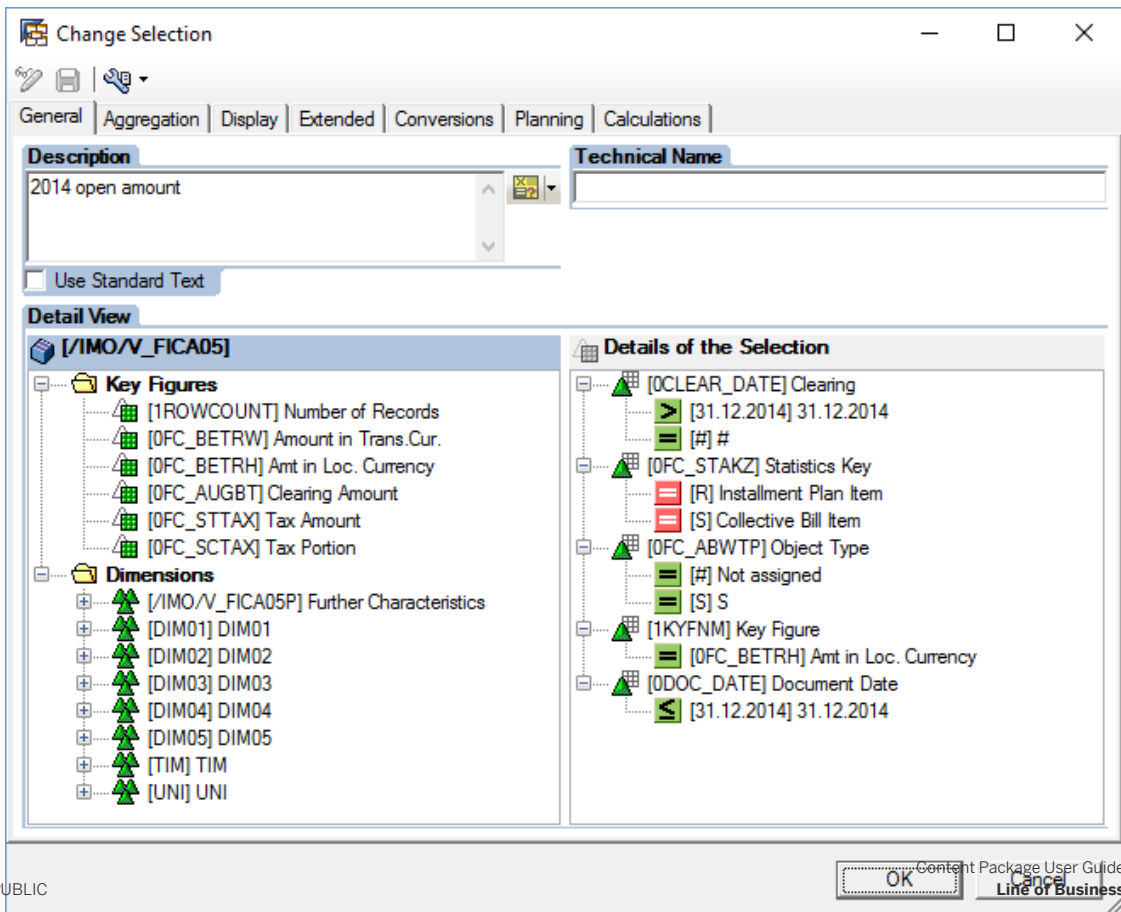 Change Selection
General Aggregation Display Extended Conversions Planning Calculations
Description
2014 open amount
Technical Name
Use Standard Text
Detail View
[/IMO/V_FICA05]
Key Figures
[1ROWCOUNT] Number of Records
[0FC_BETRW] Amount in Trans.Cur.
[0FC_BETRH] Amt in Loc. Currency
[0FC_AUGBT] Clearing Amount
[0FC_STTAX] Tax Amount
[0FC_SCTAX] Tax Portion
Dimensions
[/IMO/V_FICA05P] Further Characteristics
[DIM01] DIM01
[DIM02] DIM02
[DIM03] DIM03
[DIM04] DIM04
[DIM05] DIM05
[TIM] TIM
[UNI] UNI
Details of the Selection
[0CLEAR_DATE] Clearing
> [31.12.2014] 31.12.2014
= [#] #
[0FC_STAKZ] Statistics Key
= [R] Installment Plan Item
= [S] Collective Bill Item
[0FC_ABWTP] Object Type
= [#] Not assigned
= [S] S
[1KYFNM] Key Figure
= [0FC_BETRH] Amt in Loc. Currency
[0DOC_DATE] Document Date
≤ [31.12.2014] 31.12.2014
OK
Cancel
Content Package User Guide
Line of Business
UBLIC